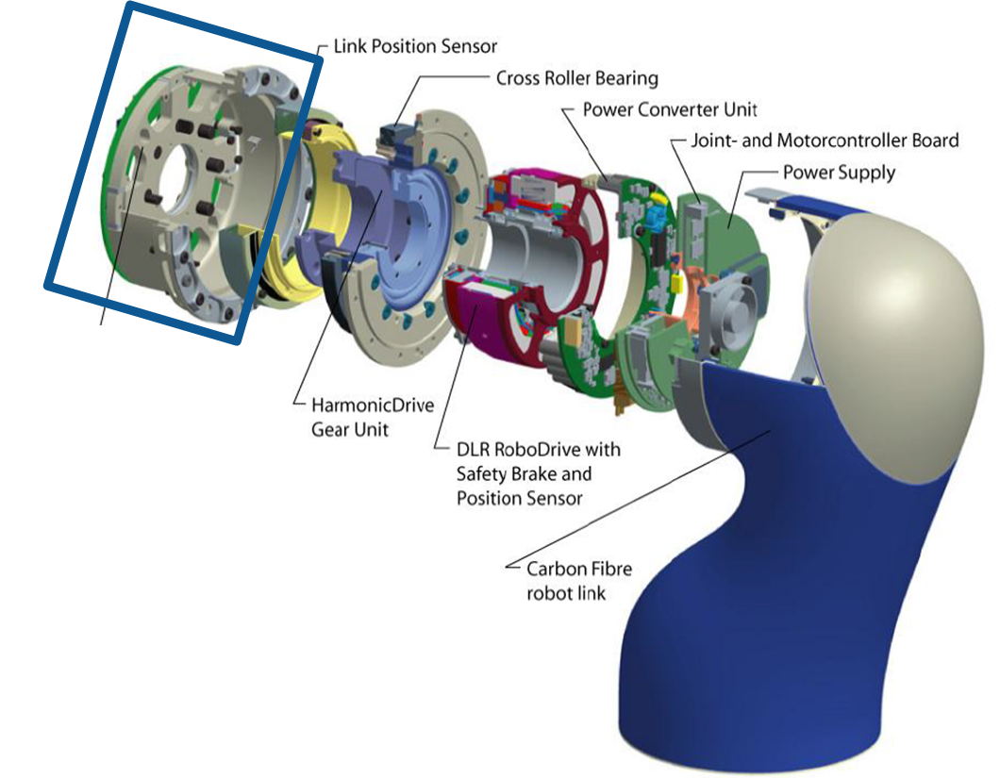 Link Position Sensor
Cross Roller Bearing
Power Converter Unit
Joint- and Motorcontroller Board
Power Supply
HarmonicDrive
Gear Unit
DLR RoboDrive with
Safety Brake and
Position Sensor
Carbon Fibre
robot link